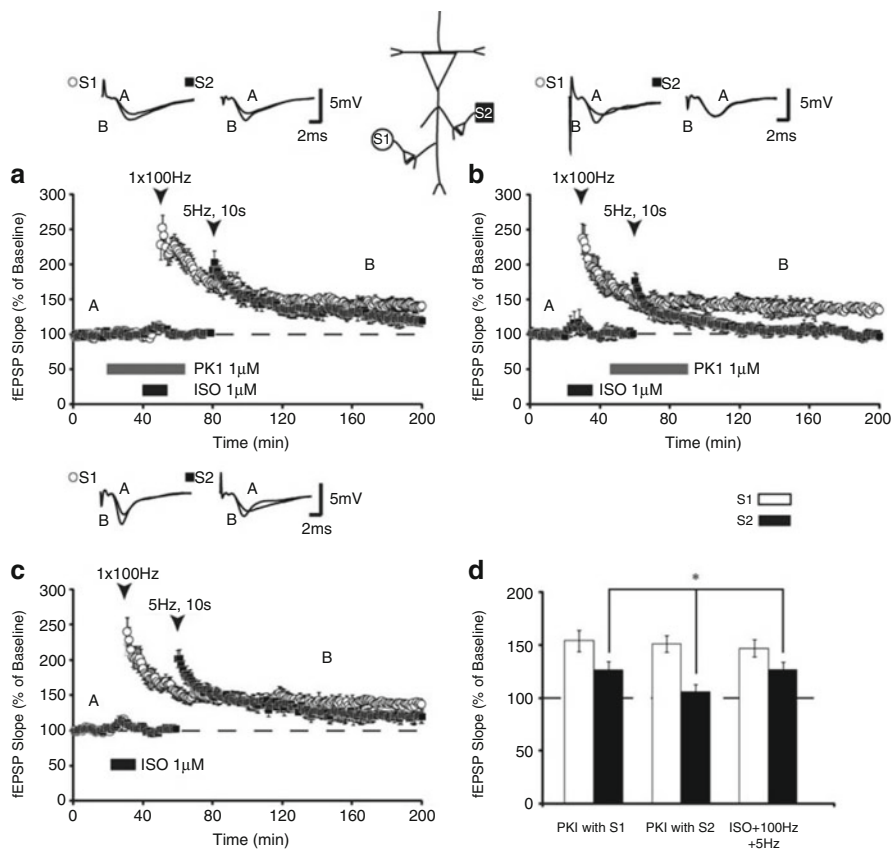 S1 S2
A
B
A
B
5mV
2ms
S1
S2
S1 S2
A
B
A
5mV
2ms
a
1x100Hz
5Hz, 10s
A
B
fEPSP Slope (% of Baseline)
300
250
200
150
100
50
0
PK1 1µM
ISO 1µM
0 40 80 120 160 200
Time (min)
b
1x100Hz
5Hz, 10s
A
B
fEPSP Slope (% of Baseline)
300
250
200
150
100
50
0
PK1 1µM
ISO 1µM
0 40 80 120 160 200
Time (min)
S1 S2
A
B
A
B
5mV
2ms
c
1x100Hz
5Hz, 10s
A
B
fEPSP Slope (% of Baseline)
300
250
200
150
100
50
0
ISO 1µM
0 40 80 120 160 200
Time (min)
S1
S2
d
*
fEPSP Slope (% of Baseline)
200
150
100
50
0
PKI with S1 PKI with S2 ISO+100Hz
+5Hz